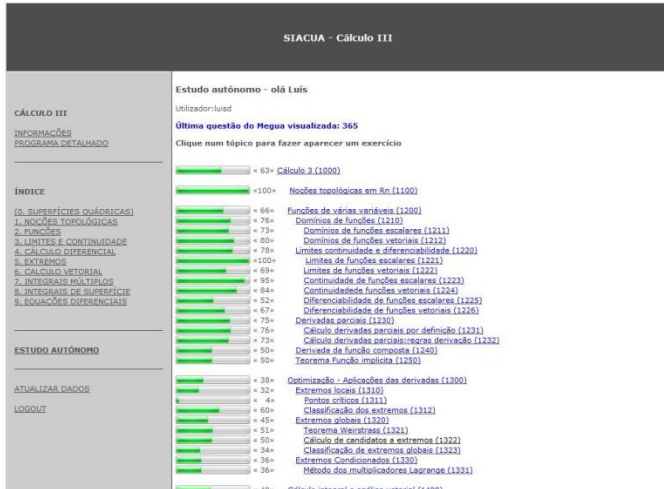 SIACUA - Cálculo III
CÁLCULO III
INFORMAÇÕES
PROGRAMA DETALHADO
ÍNDICE
(0. SUPERFÍCIES QUÁDRICAS)
1. NOCÕES TOPOLÓGICAS
2. FUNCÕES
3. LIMITES E CONTINUIDADE
4. CÁLCULO DIFERENCIAL
5. EXTREMOS
6. CALCULO VETORIAL
7. INTEGRAIS MÚLTIPLOS
8. INTEGRAIS DE SUPERFÍCIE
9. EQUAÇÕES DIFERENCIAIS
ESTUDO AUTÓNOMO
ATUALIZAR DADOS
LOGOUT
Estudo autónomo - olá Luís
Utilizador:luisd
Última questão do Megua visualizada: 365
Clique num tópico para fazer aparecer um exercício
« 63» Cálculo 3 (1000)
«100» Noções topológicas em Rn (1100)
« 66» Funções de várias variáveis (1200)
« 76» Domínios de funções (1210)
« 73» Domínios de funções escalares (1211)
« 80» Domínios de funções vetoriais (1212)
« 78» Limites continuidade e diferenciabilidade (1220)
«100» Limites de funções escalares (1221)
« 69» Limites de funções vetoriais (1222)
« 95» Continuidade de funções escalares (1223)
« 84» Continuidadede funções vetoriais (1224)
« 52» Diferenciabilidade de funções escalares (1225)
« 67» Diferenciabilidade de funções vetoriais (1226)
« 75» Derivadas parciais (1230)
« 76» Cálculo derivadas parciais por definição (1231)
« 73» Cálculo derivadas parciais:regras derivação (1232)
« 50» Derivada da função composta (1240)
« 50» Teorema Função implicita (1250)
« 38» Optimização - Aplicações das derivadas (1300)
« 32» Extremos locais (1310)
« 4» Pontos críticos (1311)
« 60» Classificação dos extremos (1312)
« 45» Extremos globais (1320)
« 51» Teorema Weirstrass (1321)
« 50» Cálculo de candidatos a extremos (1322)
« 34» Classificação de extremos globais (1323)
« 36» Extremos Condicionados (1330)
« 36» Método dos multiplicadores Lagrange (1331)